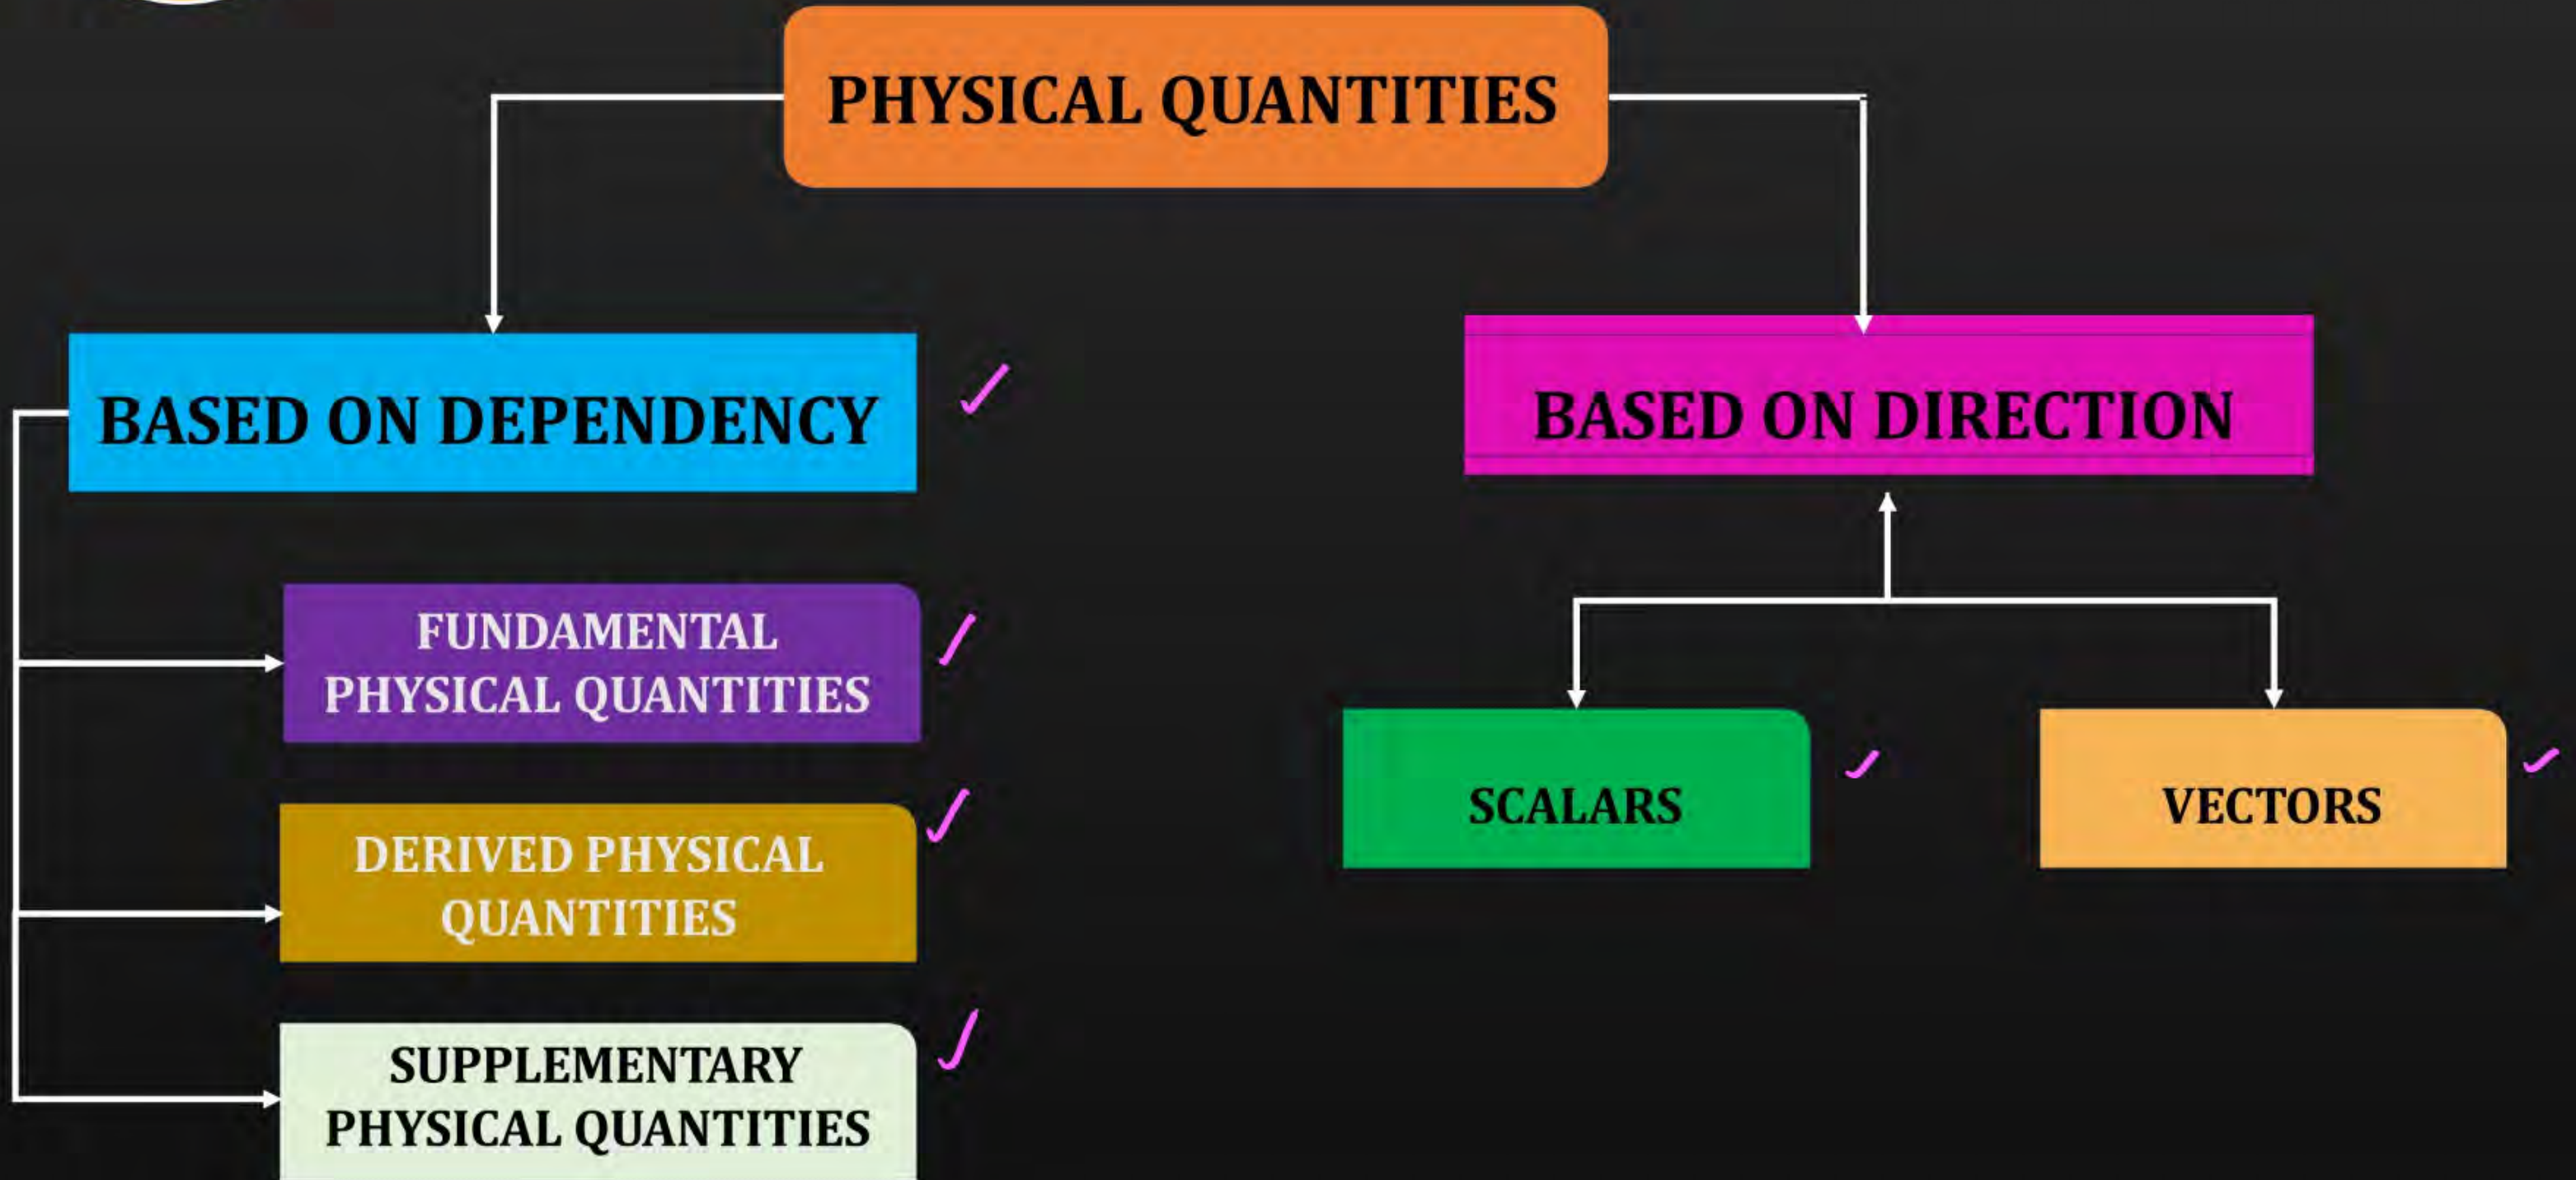 PHYSICAL QUANTITIES
BASED ON DEPENDENCY
BASED ON DIRECTION
FUNDAMENTAL
PHYSICAL QUANTITIES
DERIVED PHYSICAL
QUANTITIES
SUPPLEMENTARY
PHYSICAL QUANTITIES
SCALARS
VECTORS